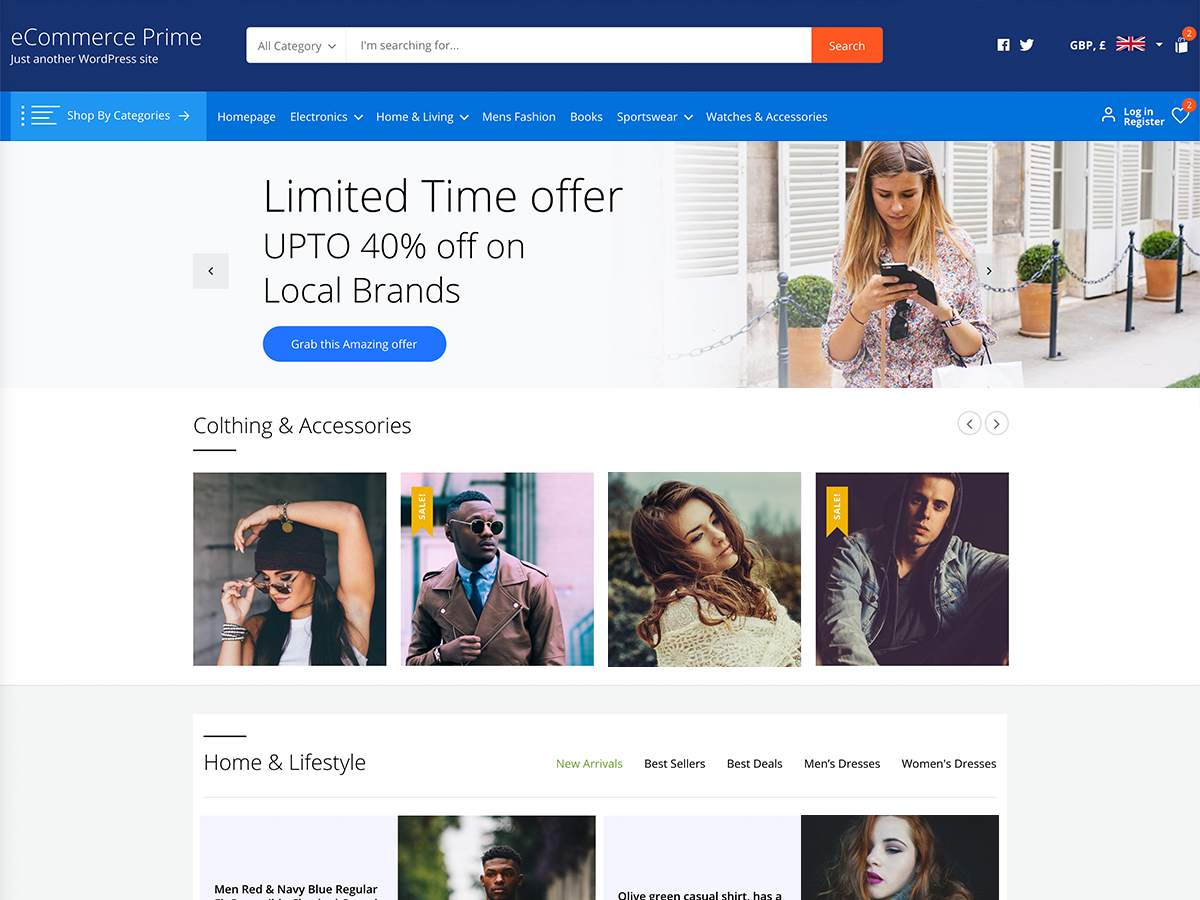 eCommerce Prime
Just another WordPress site
All Category
I'm searching for...
Search
GBP, £
2
Shop By Categories
Homepage
Electronics
Home & Living
Mens Fashion
Books
Sportswear
Watches & Accessories
Log in
Register
2
Limited Time offer
UPTO 40% off on
Local Brands
Grab this Amazing offer
Colthing & Accessories
SALE!
SALE!
Home & Lifestyle
New Arrivals
Best Sellers
Best Deals
Men's Dresses
Women's Dresses
Men Red & Navy Blue Regular
Olive green casual shirt, has a